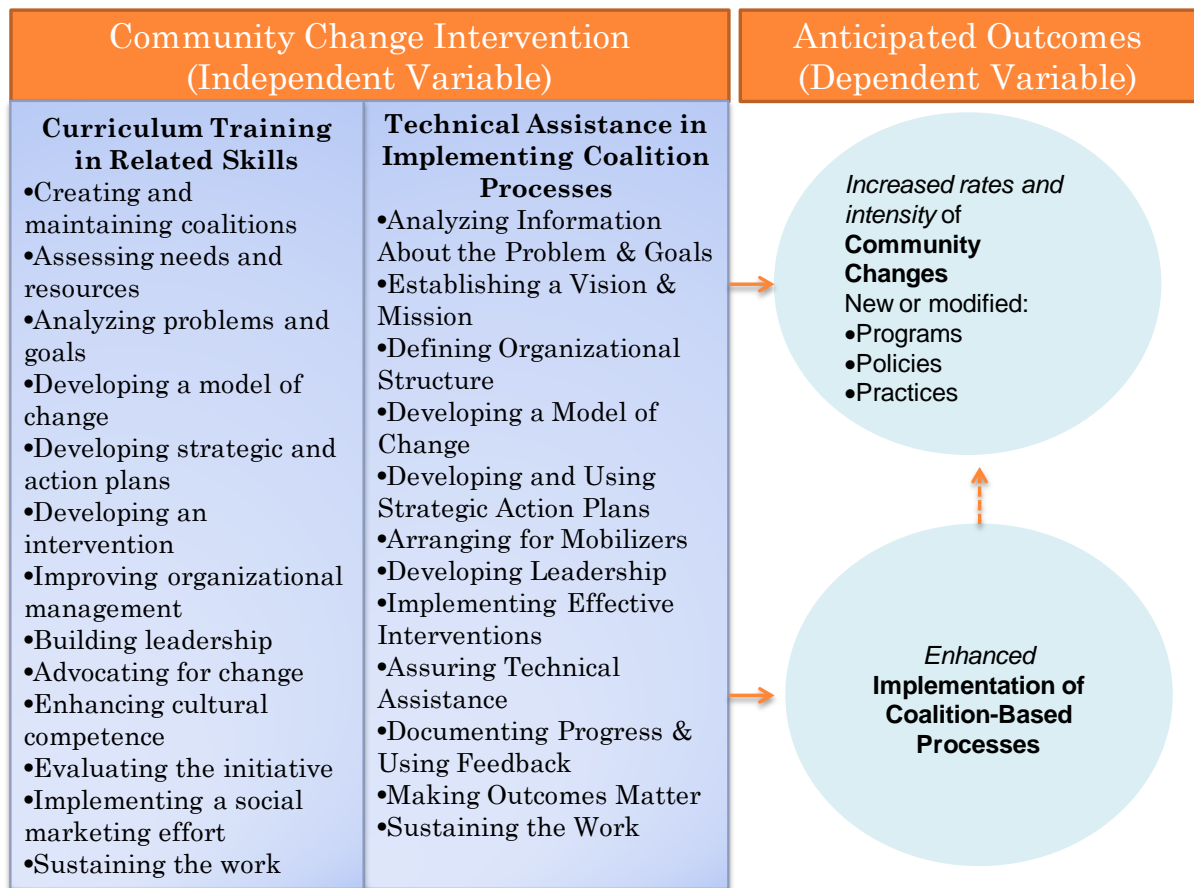 Community Change Intervention
(Independent Variable)
Anticipated Outcomes
(Dependent Variable)
Curriculum Training
in Related Skills
•Creating and
maintaining coalitions
•Assessing needs and
resources
•Analyzing problems and
goals
•Developing a model of
change
•Developing strategic and
action plans
•Developing an
intervention
•Improving organizational
management
•Building leadership
•Advocating for change
•Enhancing cultural
competence
•Evaluating the initiative
•Implementing a social
marketing effort
•Sustaining the work
Technical Assistance in
Implementing Coalition
Processes
•Analyzing Information
About the Problem & Goals
•Establishing a Vision &
Mission
•Defining Organizational
Structure
•Developing a Model of
Change
•Developing and Using
Strategic Action Plans
•Arranging for Mobilizers
•Developing Leadership
•Implementing Effective
Interventions
•Assuring Technical
Assistance
•Documenting Progress &
Using Feedback
•Making Outcomes Matter
•Sustaining the Work
Increased rates and
intensity of
Community
Changes
New or modified:
•Programs
•Policies
•Practices
Enhanced
Implementation of
Coalition-Based
Processes